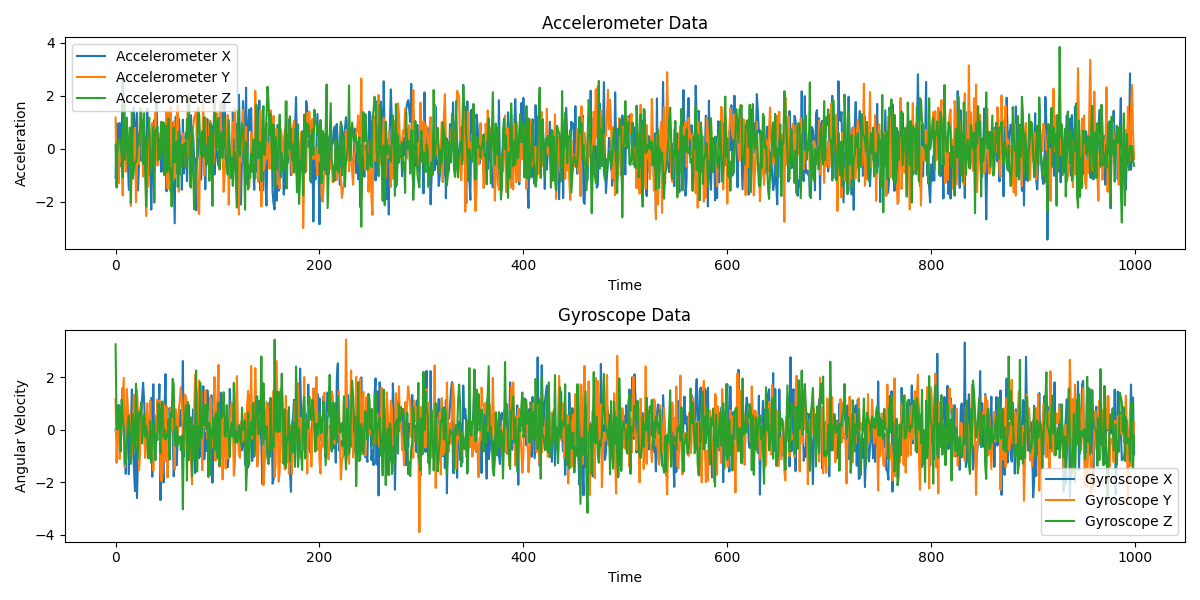 Accelerometer Data
Acceleration
4
2
0
−2
Accelerometer X
Accelerometer Y
Accelerometer Z
0 200 400 600 800 1000
Time
Gyroscope Data
Angular Velocity
2
0
−2
−4
Gyroscope X
Gyroscope Y
Gyroscope Z
0 200 400 600 800 1000
Time